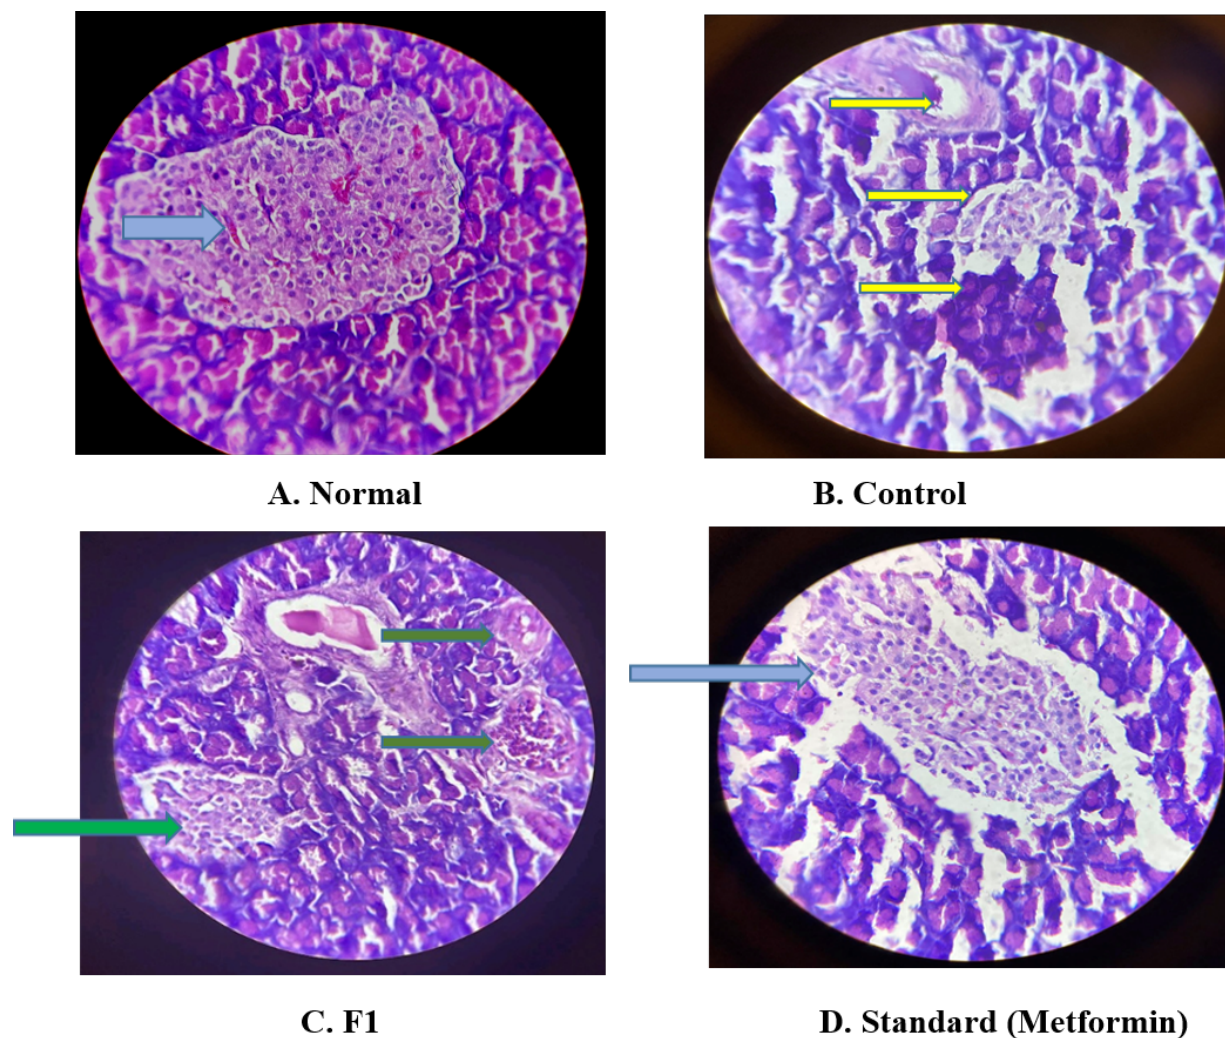 A. Normal
B. Control
C. F1
D. Standard (Metformin)